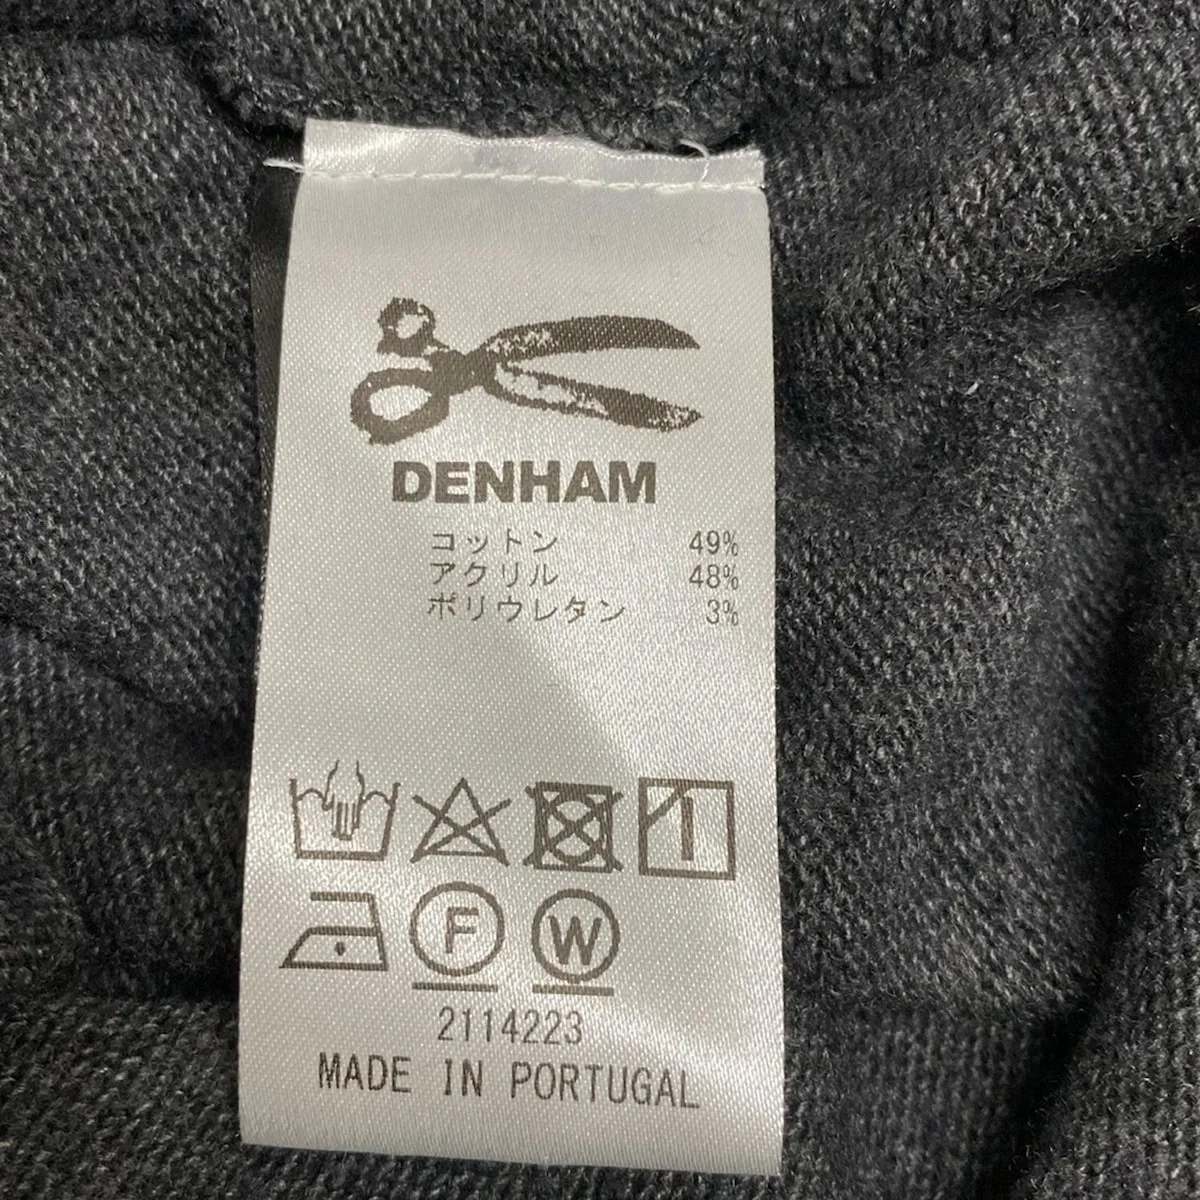 DENHAM
コットン 49%
アクリル 48%
ポリウレタン 3%
F W
2114223
MADE IN PORTUGAL